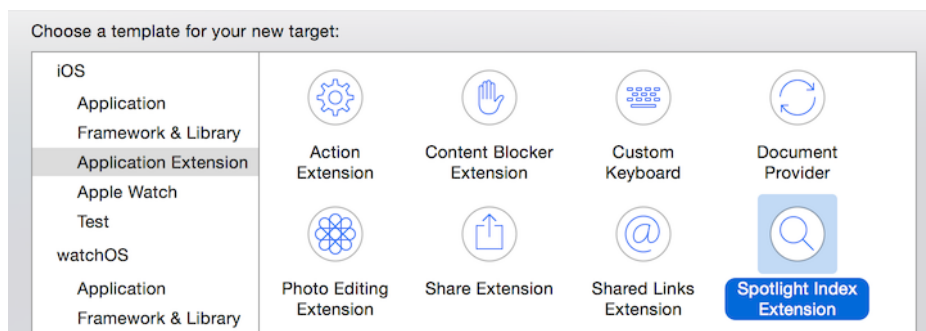 Choose a template for your new target:
iOS
Application
Framework & Library
Application Extension
Apple Watch
Test
watchOS
Application
Framework & Library
Action
Extension
Content Blocker
Extension
Custom
Keyboard
Document
Provider
Photo Editing
Extension
Share Extension
Shared Links
Extension
Spotlight Index
Extension